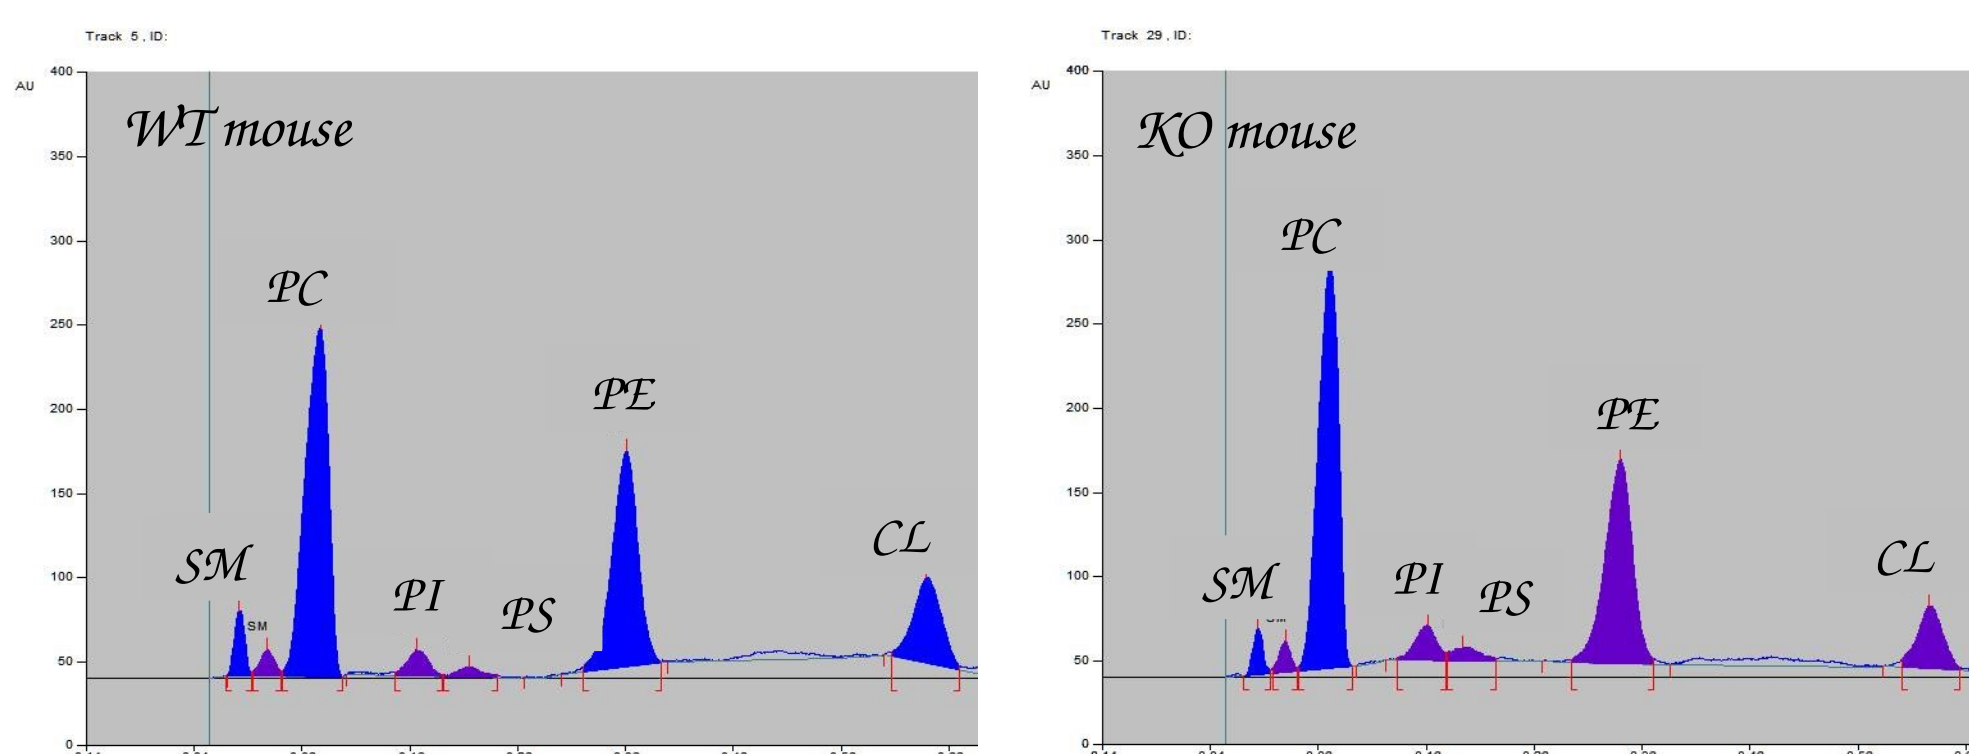 Track 5 , ID:
AU
400
350
300
250
200
150
100
50
0
WT mouse
SM
SM
PC
PI
PS
PE
CL
Track 29 , ID:
AU
400
350
300
250
200
150
100
50
0
KO mouse
SM
PC
PI
PS
PE
CL